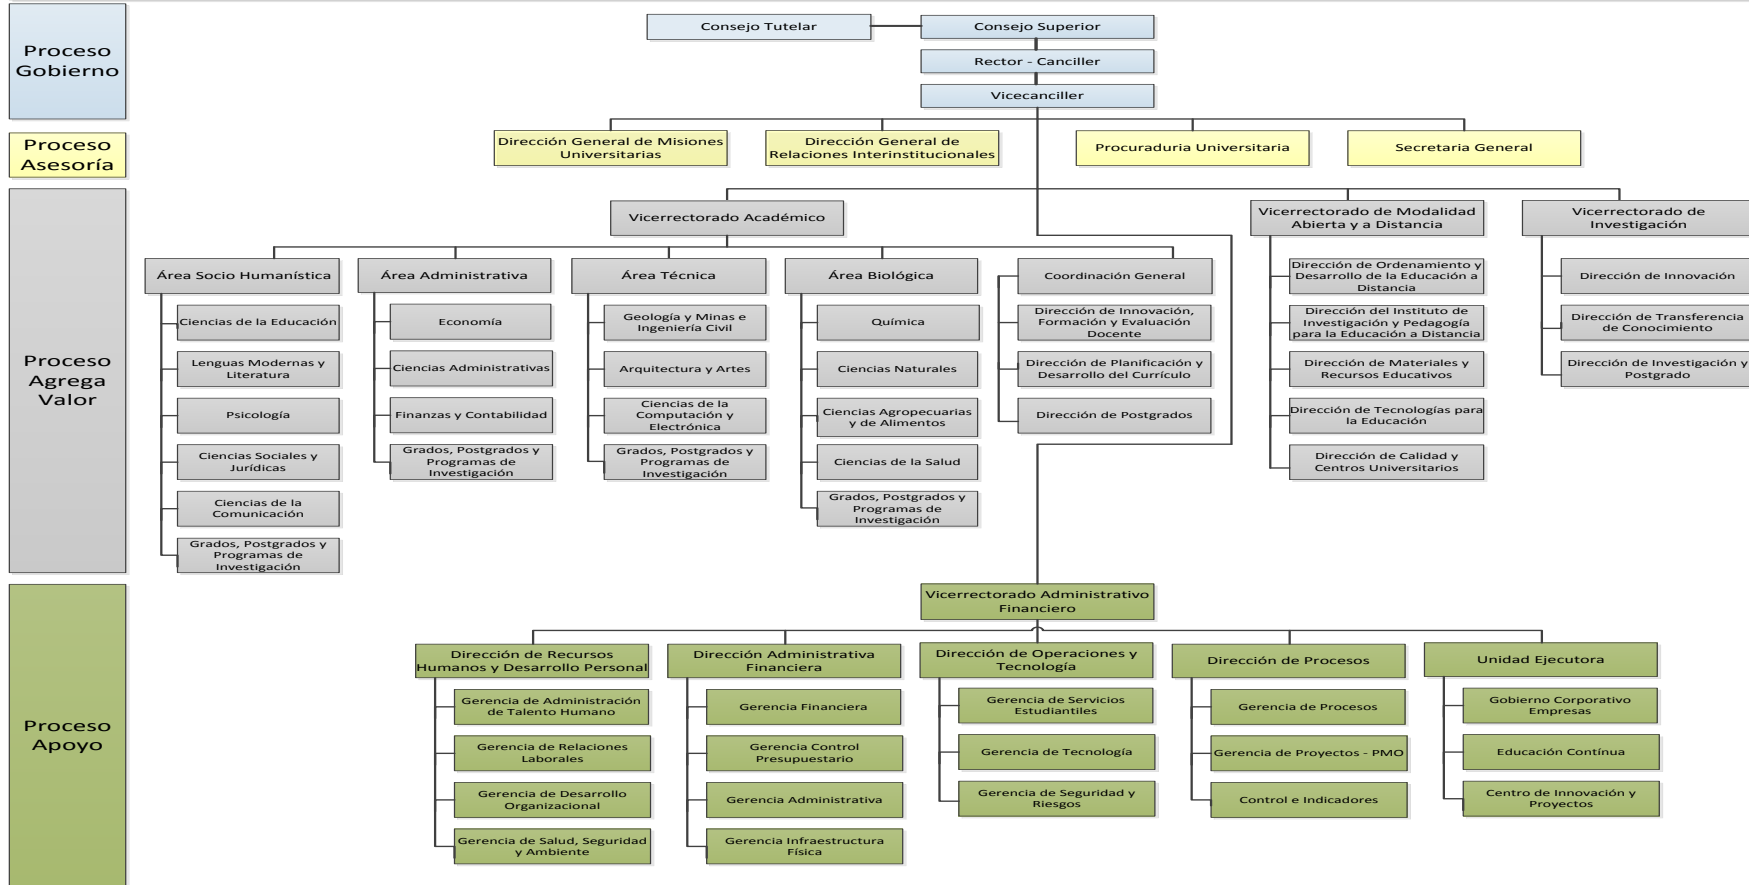 Proceso
Gobierno
Consejo Tutelar
Consejo Superior
Rector - Canciller
Vicecanciller
Proceso
Asesoría
Dirección General de Misiones
Universitarias
Dirección General de
Relaciones Interinstitucionales
Procuraduria Universitaria
Secretaria General
Proceso
Agrega
Valor
Vicerrectorado Académico
Área Socio Humanística
Ciencias de la Educación
Lenguas Modernas y
Literatura
Psicología
Ciencias Sociales y
Jurídicas
Ciencias de la
Comunicación
Grados, Postgrados y
Programas de
Investigación
Área Administrativa
Economía
Ciencias Administrativas
Finanzas y Contabilidad
Grados, Postgrados y
Programas de
Investigación
Área Técnica
Geología y Minas e
Ingeniería Civil
Arquitectura y Artes
Ciencias de la
Computación y
Electrónica
Grados, Postgrados y
Programas de
Investigación
Área Biológica
Química
Ciencias Naturales
Ciencias Agropecuarias
y de Alimentos
Ciencias de la Salud
Grados, Postgrados y
Programas de
Investigación
Coordinación General
Dirección de Innovación,
Formación y Evaluación
Docente
Dirección de Planificación y
Desarrollo del Currículo
Dirección de Postgrados
Vicerrectorado de Modalidad
Abierta y a Distancia
Dirección de Ordenamiento y
Desarrollo de la Educación a
Distancia
Dirección del Instituto de
Investigación y Pedagogía
para la Educación a Distancia
Dirección de Materiales y
Recursos Educativos
Dirección de Tecnologías para
la Educación
Dirección de Calidad y
Centros Universitarios
Vicerrectorado de
Investigación
Dirección de Innovación
Dirección de Transferencia
de Conocimiento
Dirección de Investigación y
Postgrado
Proceso
Apoyo
Vicerrectorado Administrativo
Financiero
Dirección de Recursos
Humanos y Desarrollo Personal
Gerencia de Administración
de Talento Humano
Gerencia de Relaciones
Laborales
Gerencia de Desarrollo
Organizacional
Gerencia de Salud, Seguridad
y Ambiente
Dirección Administrativa
Financiera
Gerencia Financiera
Gerencia Control
Presupuestario
Gerencia Administrativa
Gerencia Infraestructura
Física
Dirección de Operaciones y
Tecnología
Gerencia de Servicios
Estudiantiles
Gerencia de Tecnología
Gerencia de Seguridad y
Riesgos
Dirección de Procesos
Gerencia de Procesos
Gerencia de Proyectos - PMO
Control e Indicadores
Unidad Ejecutora
Gobierno Corporativo
Empresas
Educación Contínua
Centro de Innovación y
Proyectos